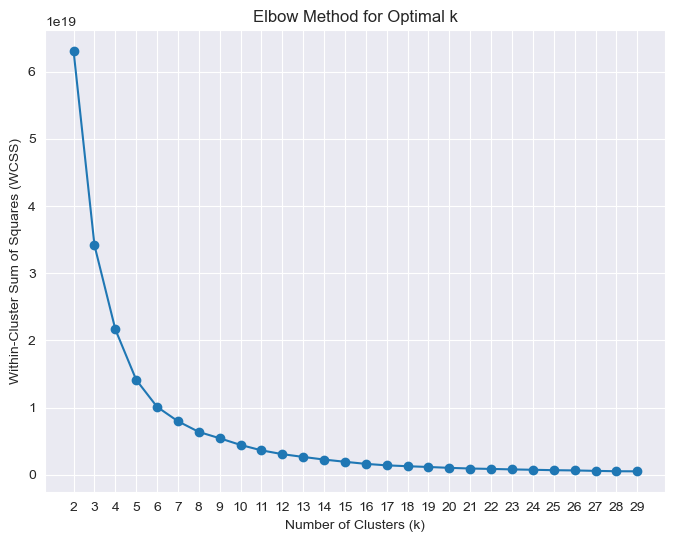 Elbow Method for Optimal k
1e19
6
5
4
3
2
1
0
Within-Cluster Sum of Squares (WCSS)
2 3 4 5 6 7 8 9 10 11 12 13 14 15 16 17 18 19 20 21 22 23 24 25 26 27 28 29
Number of Clusters (k)